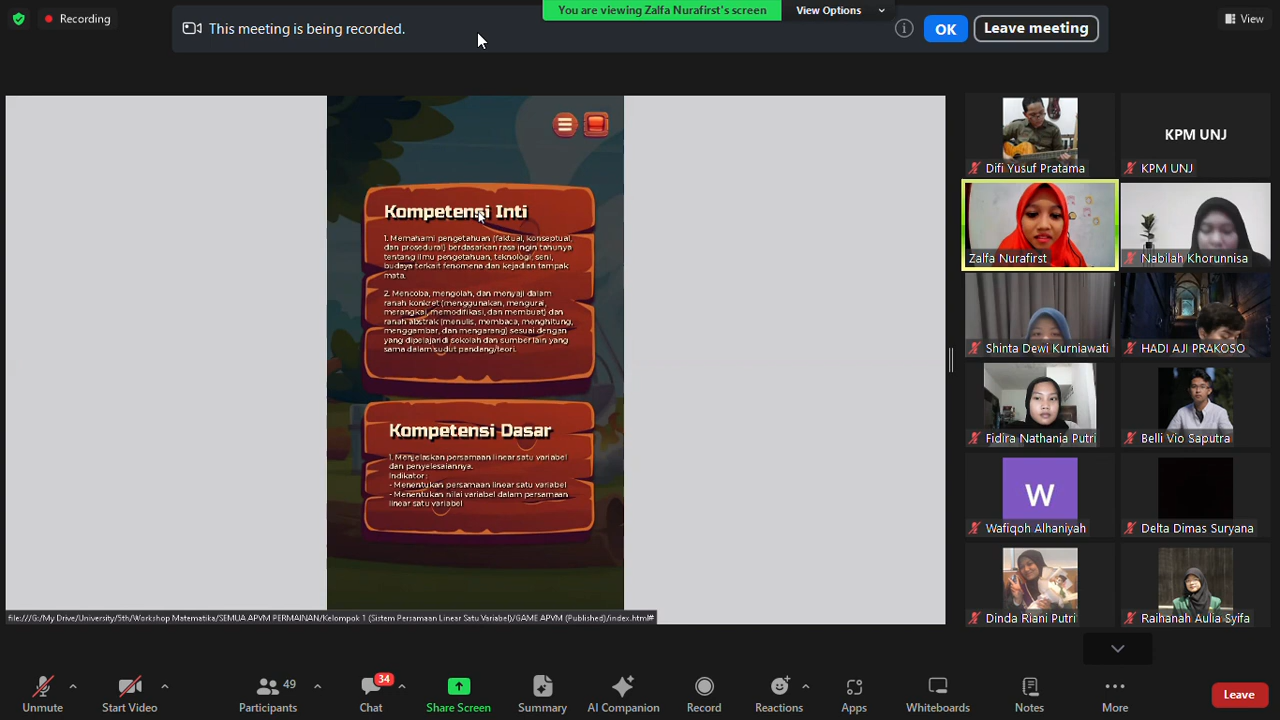 You are viewing Zalfa Nurafirst's screen
View Options
Recording
This meeting is being recorded.
OK
Leave meeting
View
Kompetensi Inti
1. Memahami pengetahuan (faktual, konseptual,
dan prosedural) berdasarkan rasa ingin tahunya
tentang ilmu pengetahuan, teknologi, seni,
budaya terkait fenomena dan kejadian tampak
mata.
2. Mencoba, mengolah, dan menyaji dalam
ranah konkret (menggunakan, mengurai,
merangkai, memodifikasi, dan membuat) dan
ranah abstrak (menulis, membaca, menghitung,
menggambar, dan mengarang) sesuai dengan
yang dipelajari di sekolah dan sumber lain yang
sama dalam sudut pandang/teori.
Kompetensi Dasar
1. Menjelaskan persamaan linear satu variabel
dan penyelesaiannya.
Indikator :
- Menentukan persamaan linear satu variabel
- Menentukan nilai variabel dalam persamaan
linear satu variabel
file:///G:/My Drive/University/5th/Workshop Matematika/SEMUA APVM PERMAINAN/Kelompok 1 (Sistem Persamaan Linear Satu Variabel)/GAME APVM (Published)/index.html#
Difi Yusuf Pratama
KPM UNJ
KPM UNJ
Zalfa Nurafirst
Nabilah Khorunnisa
Shinta Dewi Kurniawati
HADI AJI PRAKOSO
Fidira Nathania Putri
Belli Vio Saputra
W
Wafiqoh Alhaniyah
Delta Dimas Suryana
Dinda Riani Putri
Raihanah Aulia Syifa
Unmute
Start Video
49
Participants
34
Chat
Share Screen
Summary
AI Companion
Record
Reactions
Apps
Whiteboards
Notes
More
Leave